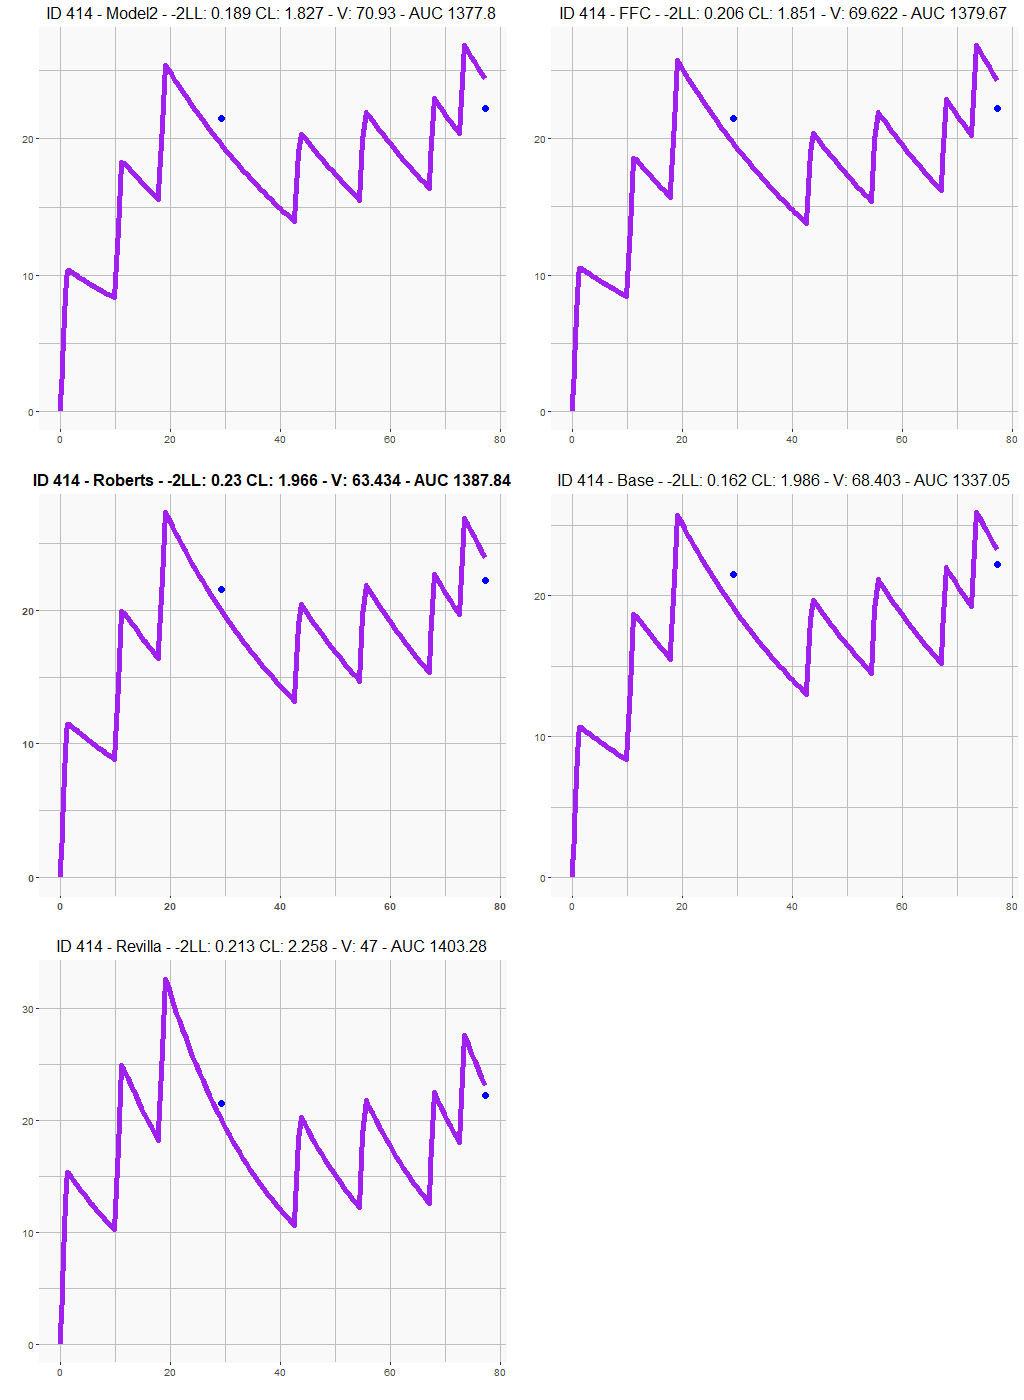 ID 414 - Model2 - -2LL: 0.189 CL: 1.827 - V: 70.93 - AUC 1377.8
20
10
0
0 20 40 60 80
ID 414 - FFC - -2LL: 0.206 CL: 1.851 - V: 69.622 - AUC 1379.67
20
10
0
0 20 40 60 80
ID 414 - Roberts - -2LL: 0.23 CL: 1.966 - V: 63.434 - AUC 1387.84
20
10
0
0 20 40 60 80
ID 414 - Base - -2LL: 0.162 CL: 1.986 - V: 68.403 - AUC 1337.05
20
10
0
0 20 40 60 80
ID 414 - Revilla - -2LL: 0.213 CL: 2.258 - V: 47 - AUC 1403.28
30
20
10
0
0 20 40 60 80